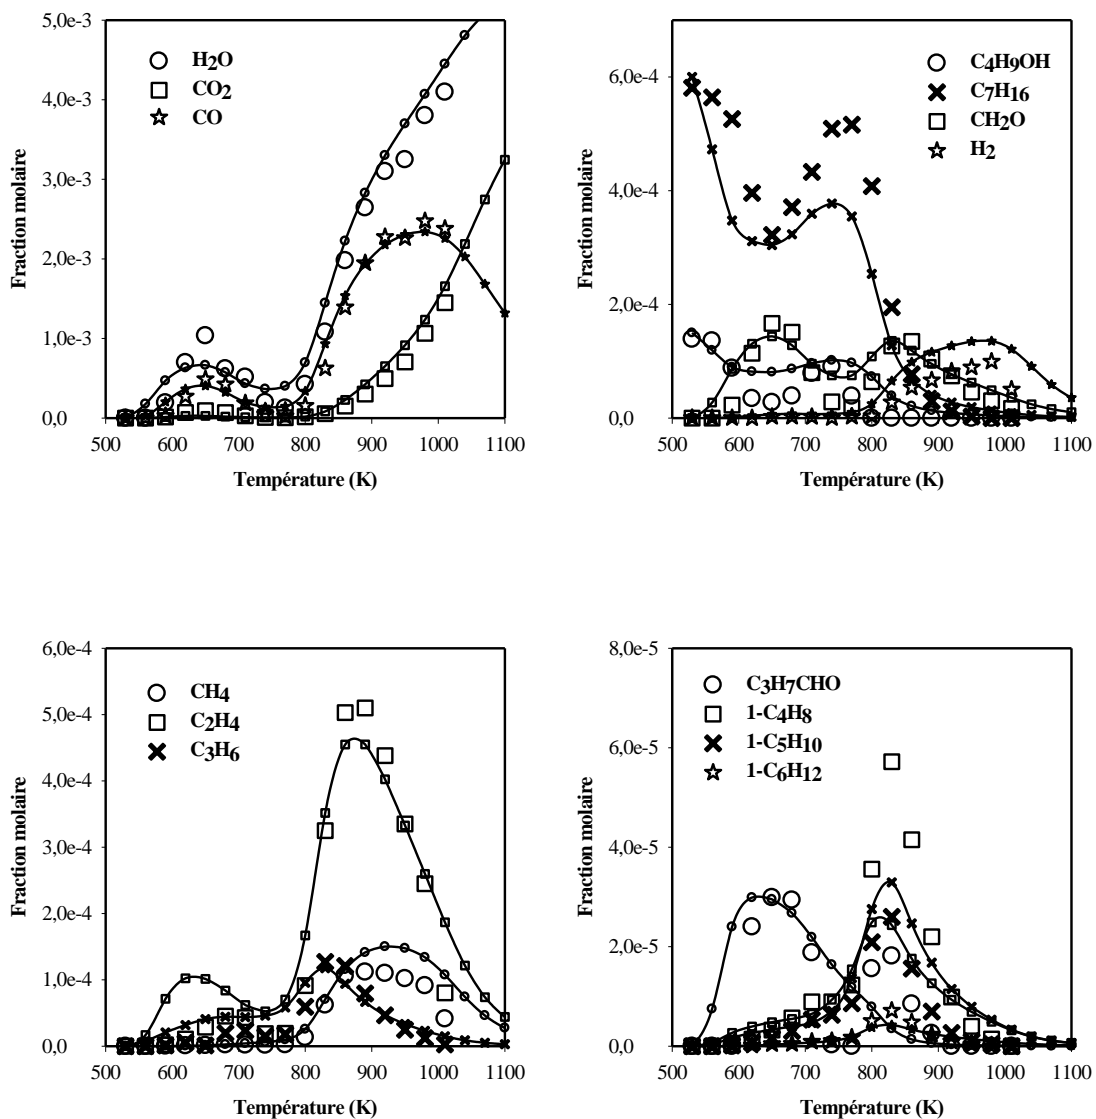 5,0e-3
4,0e-3
3,0e-3
2,0e-3
1,0e-3
0,0
Fraction molaire
H2O
CO2
CO
500 600 700 800 900 1000 1100
Température (K)
6,0e-4
4,0e-4
2,0e-4
0,0
Fraction molaire
C4H9OH
C7H16
CH2O
H2
500 600 700 800 900 1000 1100
Température (K)
6,0e-4
5,0e-4
4,0e-4
3,0e-4
2,0e-4
1,0e-4
0,0
Fraction molaire
CH4
C2H4
C3H6
500 600 700 800 900 1000 1100
Température (K)
8,0e-5
6,0e-5
4,0e-5
2,0e-5
0,0
Fraction molaire
C3H7CHO
1-C4H8
1-C5H10
1-C6H12
500 600 700 800 900 1000 1100
Température (K)